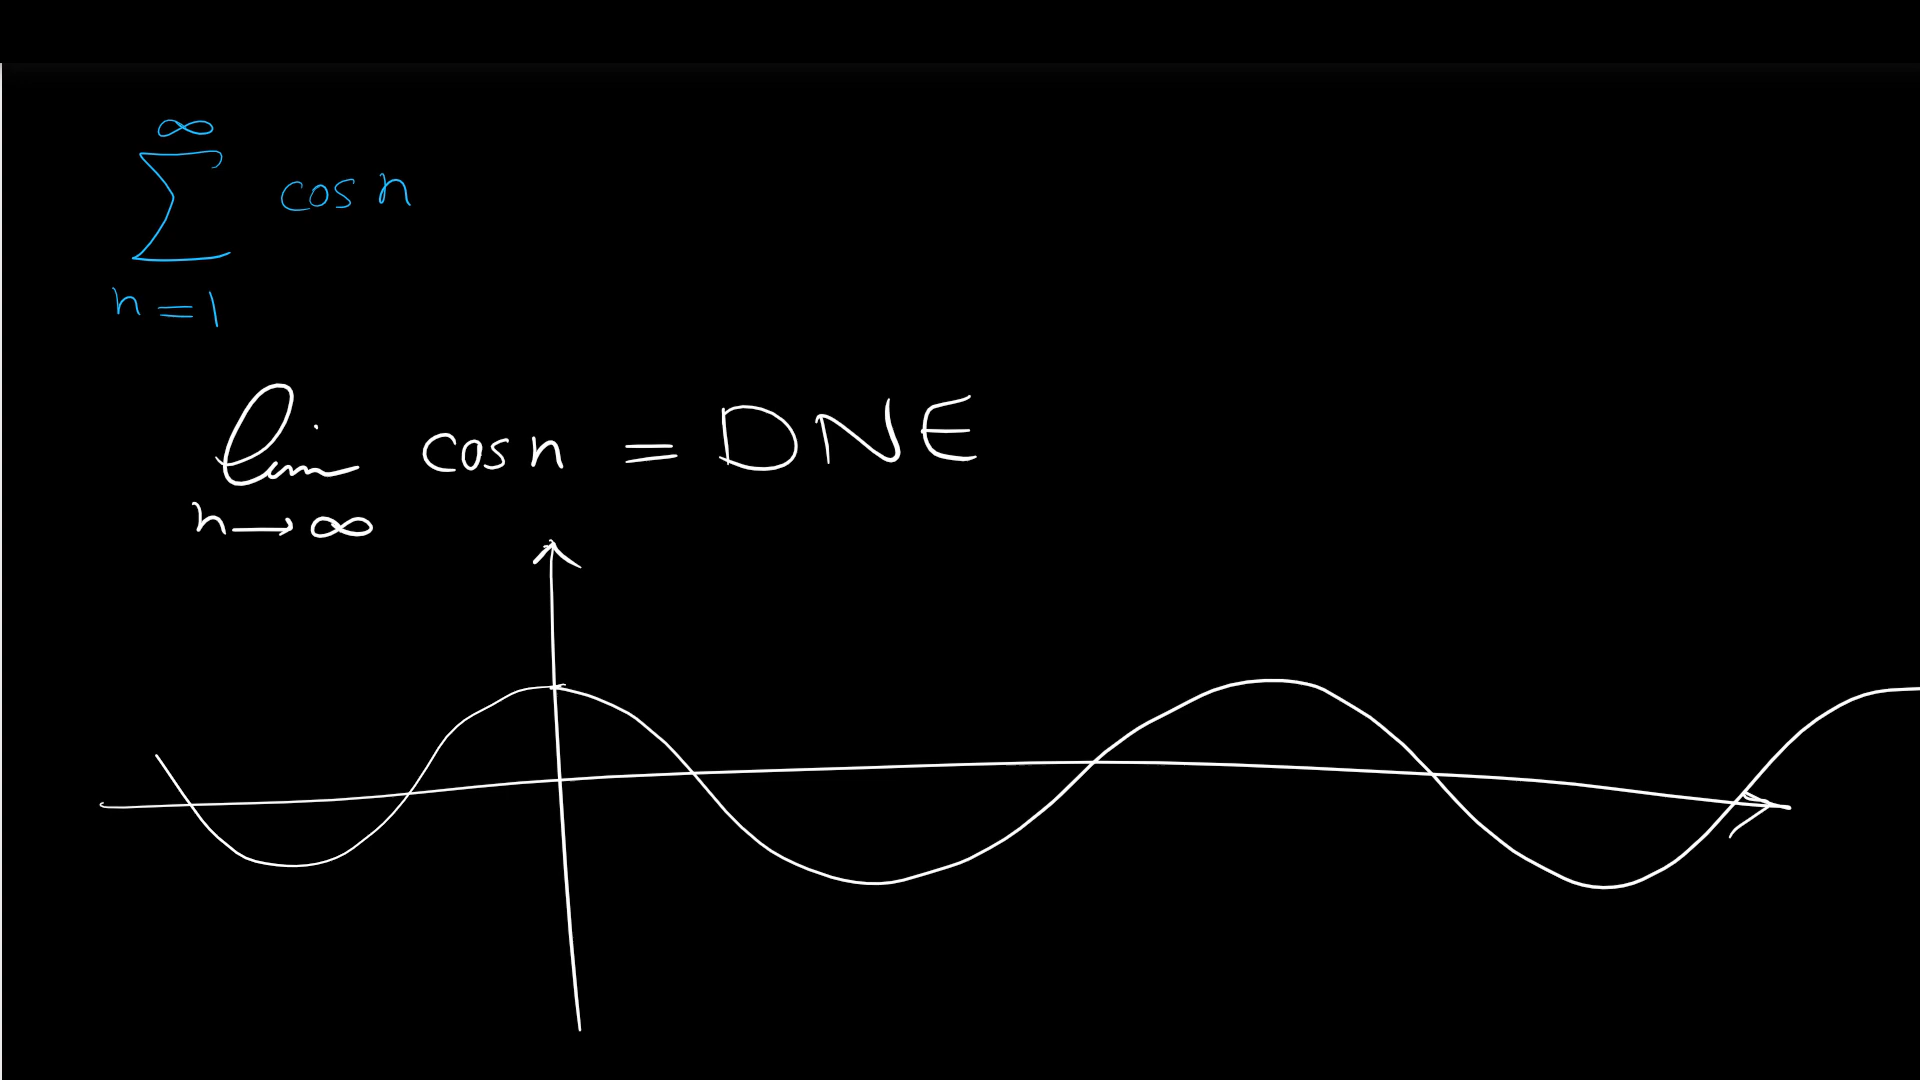 ∞
∑ cos n
n = 1
lim cos n = DNE
n → ∞